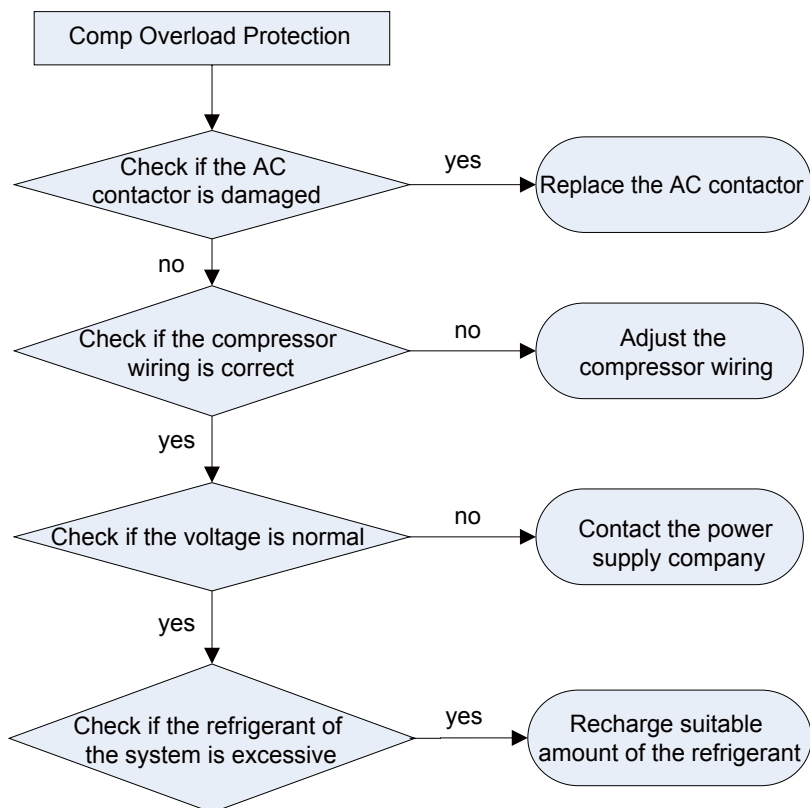 Comp Overload Protection
Check if the AC
contactor is damaged
yes
Replace the AC contactor
no
Check if the compressor
wiring is correct
no
Adjust the
compressor wiring
yes
Check if the voltage is normal
no
Contact the power
supply company
yes
Check if the refrigerant of
the system is excessive
yes
Recharge suitable
amount of the refrigerant